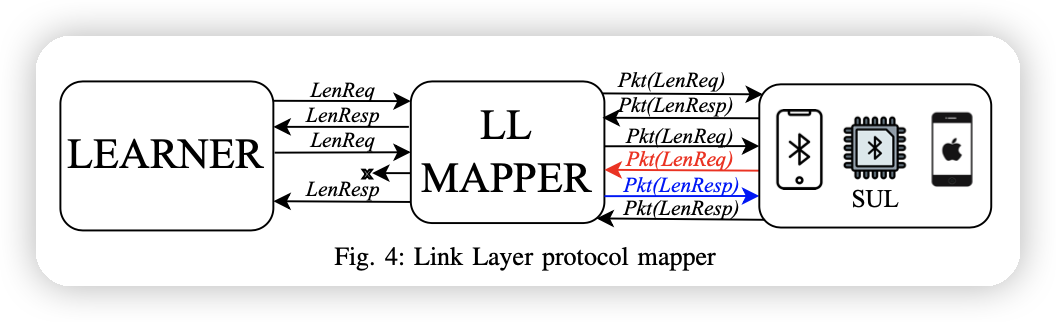 LenReq
LenResp
LenReq
x
LenResp
LEARNER
LL
MAPPER
Pkt(LenReq)
Pkt(LenResp)
Pkt(LenReq)
Pkt(LenReq)
Pkt(LenResp)
Pkt(LenResp)
SUL
Fig. 4: Link Layer protocol mapper